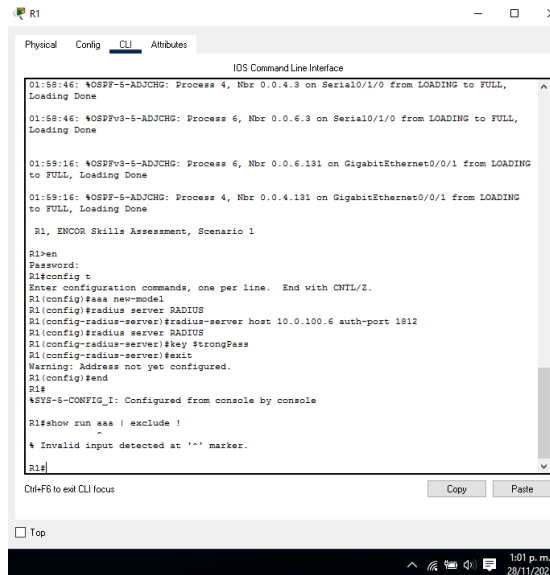 R1
Physical Config CLI Attributes
IOS Command Line Interface
01:58:46: %OSPF-5-ADJCHG: Process 4, Nbr 0.0.4.3 on Serial0/1/0 from LOADING to FULL,
Loading Done
01:58:46: %OSPFv3-5-ADJCHG: Process 6, Nbr 0.0.6.3 on Serial0/1/0 from LOADING to FULL,
Loading Done
01:59:16: %OSPFv3-5-ADJCHG: Process 6, Nbr 0.0.6.131 on GigabitEthernet0/0/1 from LOADING
to FULL, Loading Done
01:59:16: %OSPF-5-ADJCHG: Process 4, Nbr 0.0.4.131 on GigabitEthernet0/0/1 from LOADING
to FULL, Loading Done
R1, ENCOR Skills Assessment, Scenario 1
R1>en
Password:
R1#config t
Enter configuration commands, one per line. End with CNTL/Z.
R1(config)#aaa new-model
R1(config)#radius server RADIUS
R1(config-radius-server)#radius-server host 10.0.100.6 auth-port 1812
R1(config)#radius server RADIUS
R1(config-radius-server)#key $trongPass
R1(config-radius-server)#exit
Warning: Address not yet configured.
R1(config)#end
R1#
%SYS-5-CONFIG_I: Configured from console by console
R1#show run aaa | exclude !
^
% Invalid input detected at '^' marker.
R1#
Ctrl+F6 to exit CLI focus
Copy Paste
Top
1:01 p. m.
28/11/202